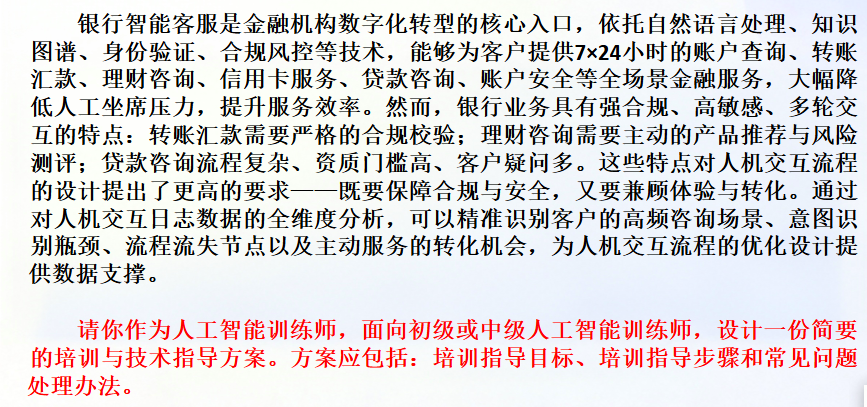 银行智能客服是金融机构数字化转型的核心入口，依托自然语言处理、知识
图谱、身份验证、合规风控等技术，能够为客户提供7×24小时的账户查询、转账
汇款、理财咨询、信用卡服务、贷款咨询、账户安全等全场景金融服务，大幅降
低人工坐席压力，提升服务效率。然而，银行业务具有强合规、高敏感、多轮交
互的特点：转账汇款需要严格的合规校验；理财咨询需要主动的产品推荐与风险
测评；贷款咨询流程复杂、资质门槛高、客户疑问多。这些特点对人机交互流程
的设计提出了更高的要求——既要保障合规与安全，又要兼顾体验与转化。通过
对人机交互日志数据的全维度分析，可以精准识别客户的高频咨询场景、意图识
别瓶颈、流程流失节点以及主动服务的转化机会，为人机交互流程的优化设计提
供数据支撑。
请你作为人工智能训练师，面向初级或中级人工智能训练师，设计一份简要
的培训与技术指导方案。方案应包括：培训指导目标、培训指导步骤和常见问题
处理办法。